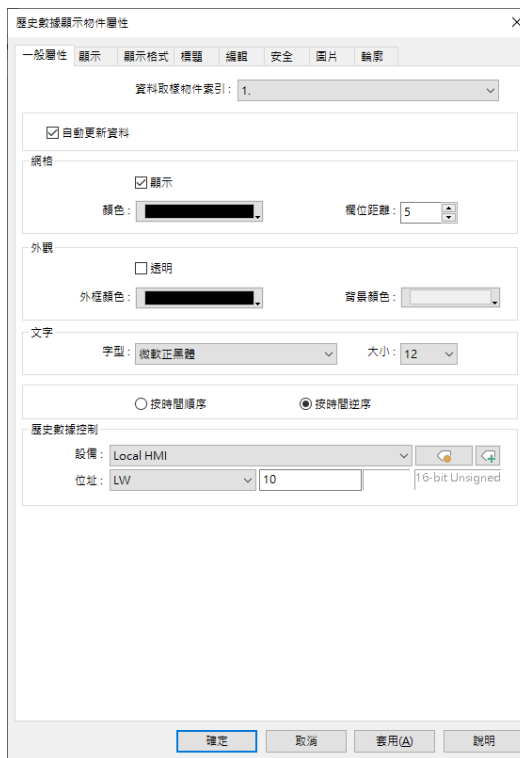 歷史數據顯示物件屬性
一般屬性 顯示 顯示格式 標題 編輯 安全 圖片 輪廓
資料取樣物件索引： 1.
自動更新資料
網格
顯示
顏色： 欄位距離： 5
外觀
透明
外框顏色： 背景顏色：
文字
字型： 微軟正黑體 大小： 12
按時間順序 按時間逆序
歷史數據控制
設備： Local HMI
位址： LW 10 16-bit Unsigned
確定 取消 套用(A) 說明